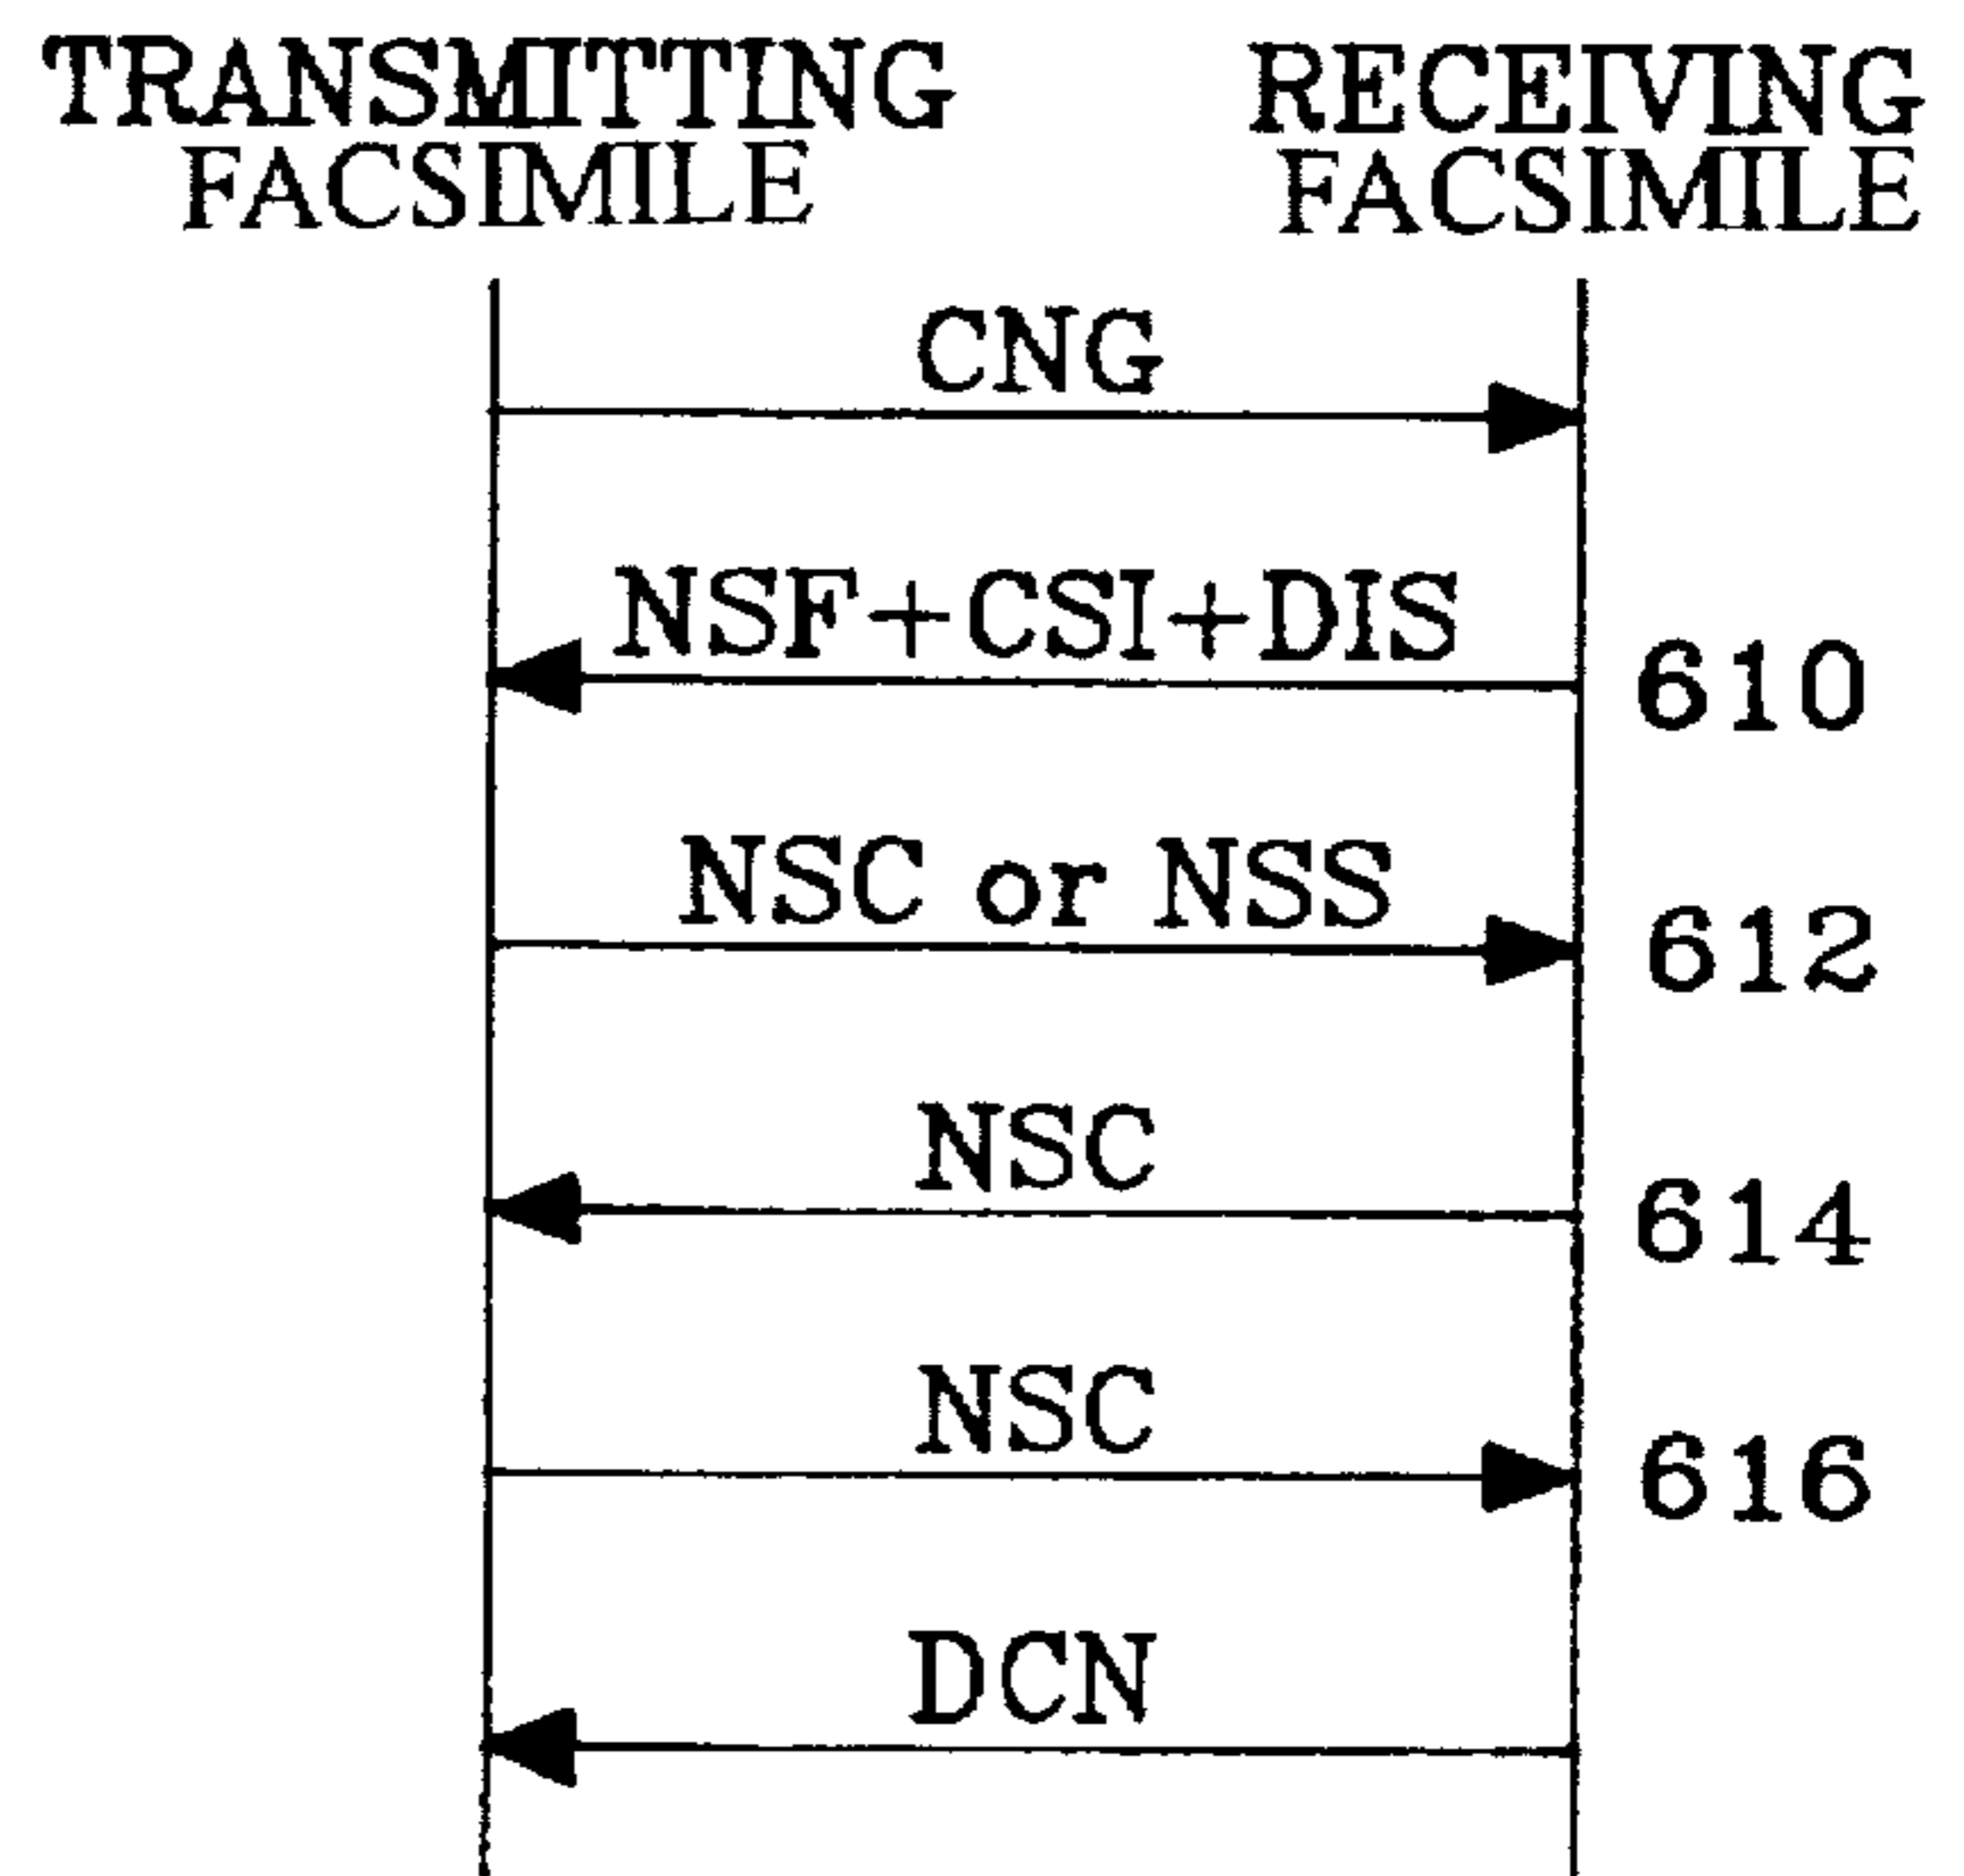 TRANSMITTING
FACSIMILE
RECEIVING
FACSIMILE
CNG
NSF+CSI+DIS
610
NSC or NSS
612
NSC
614
NSC
616
DCN